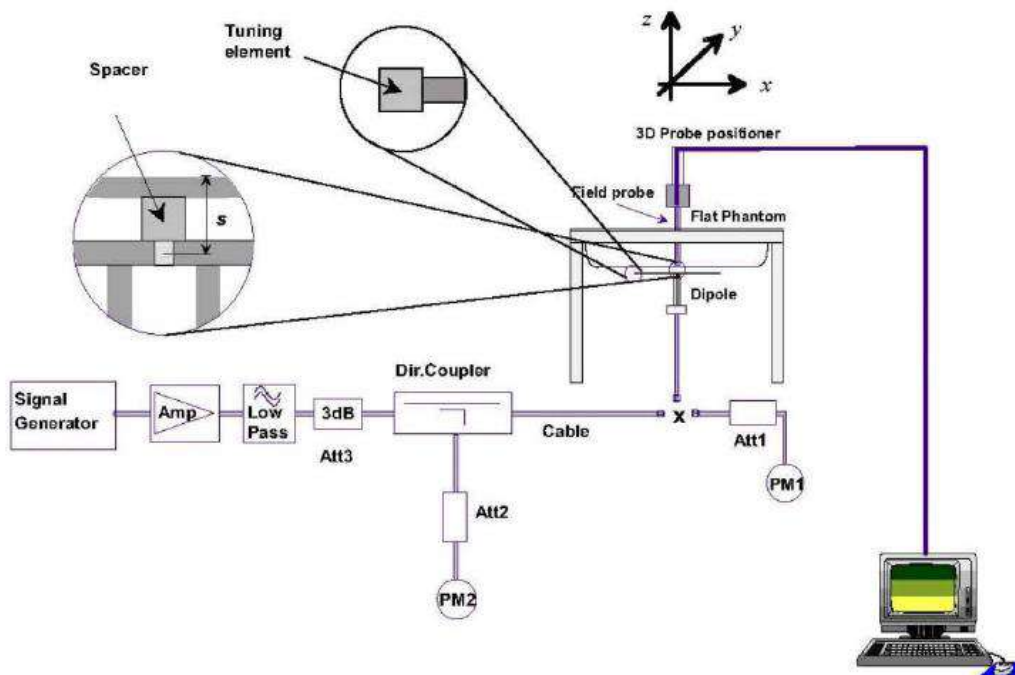 Tuning
element
Spacer
s
z
y
x
3D Probe positioner
Field probe
Flat Phantom
Dipole
Dir.Coupler
Signal
Generator
Amp
Low
Pass
3dB
Att3
Cable
x
Att1
PM1
Att2
PM2